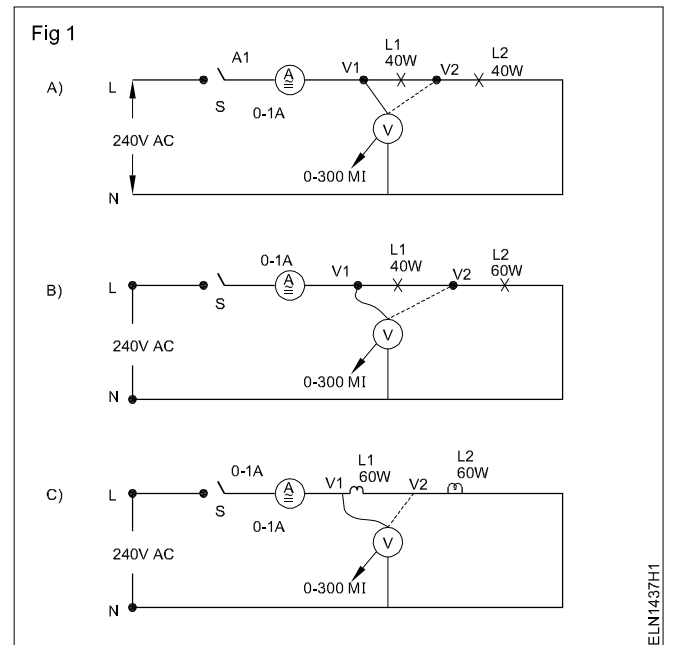 Fig 1
A)
L
A1
S
A
0-1A
V1
L1
40W
V2
L2
40W
240V AC
V
0-300 MI
N
B)
L
S
0-1A
A
V1
L1
40W
V2
L2
60W
240V AC
V
0-300 MI
N
C)
L
0-1A
S
A
0-1A
V1
L1
60W
V2
L2
60W
240V AC
V
0-300 MI
N
ELN1437H1